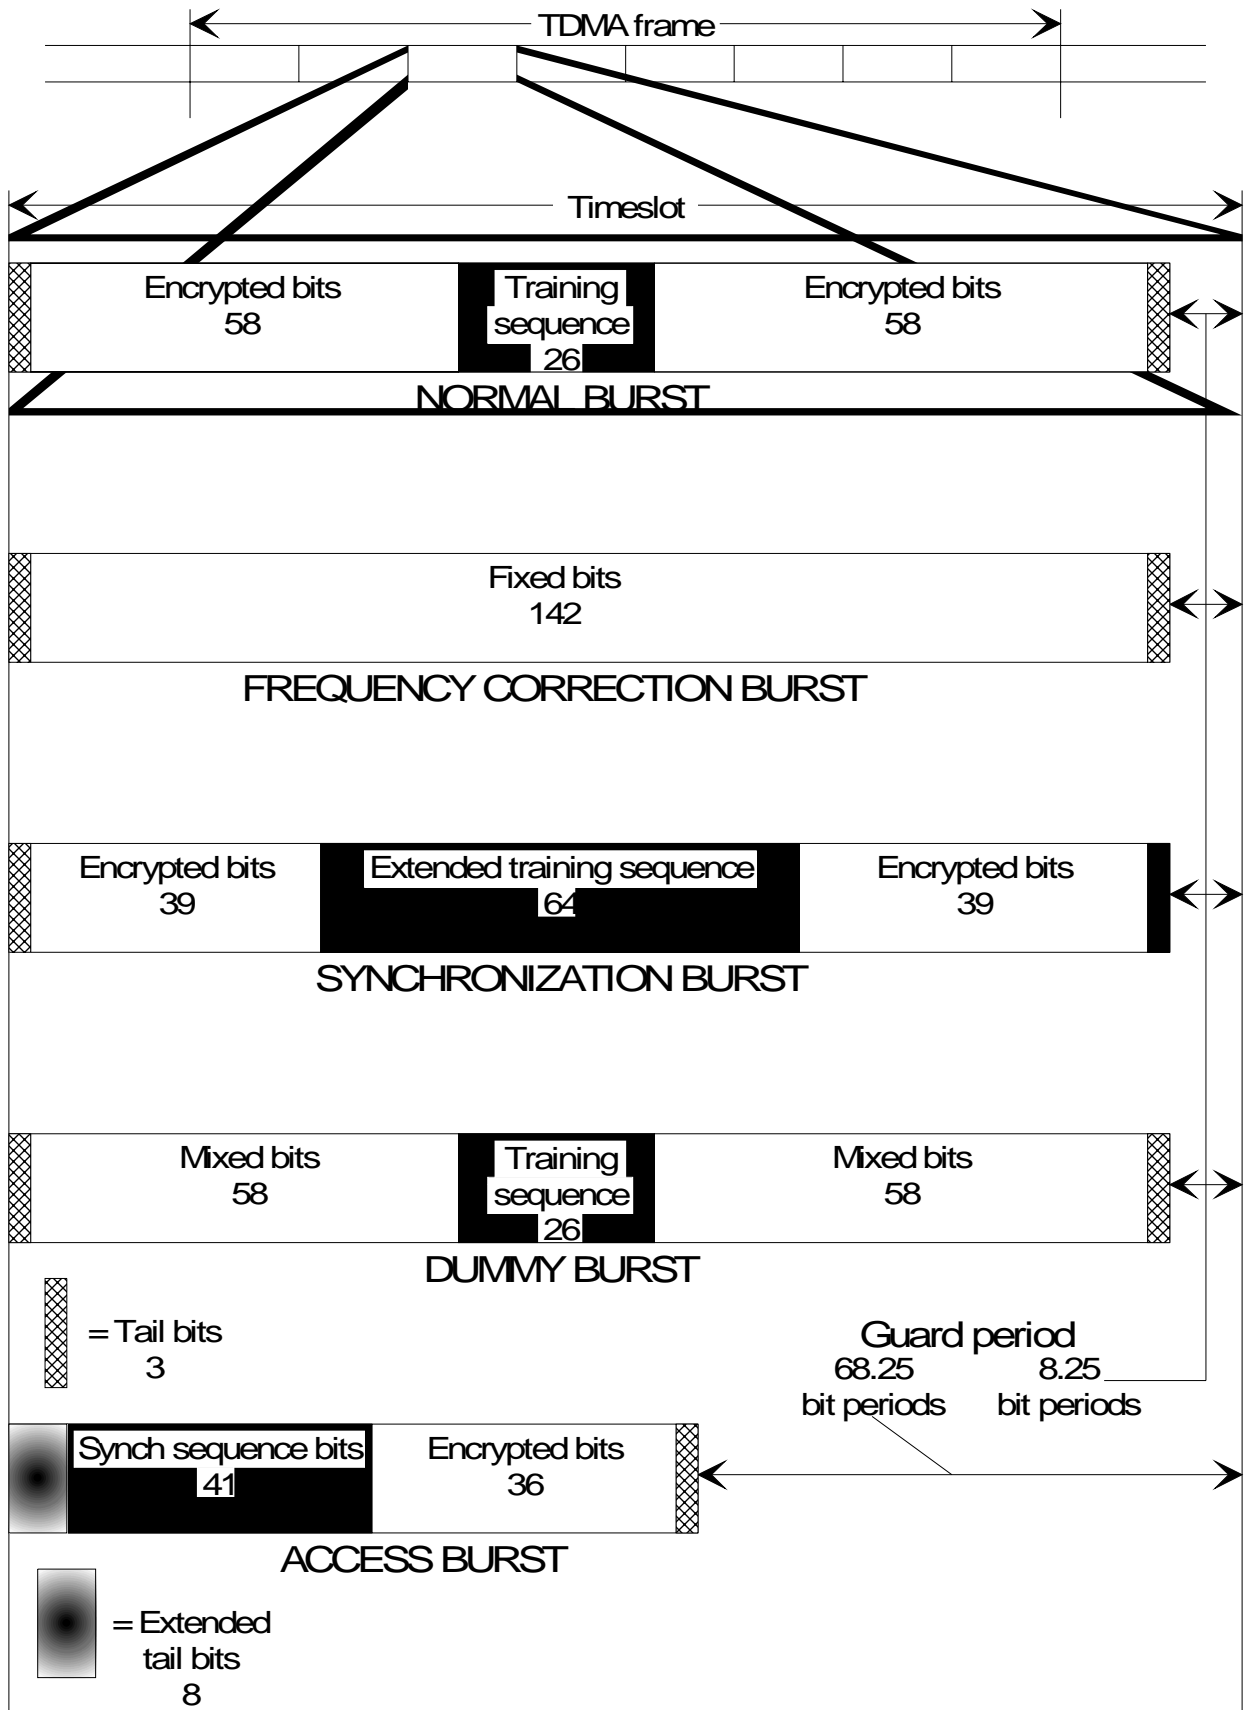 TDMA frame
Timeslot
Encrypted bits Training Encrypted bits
58 sequence 58
26
NORMAL BURST
Fixed bits
142
FREQUENCY CORRECTION BURST
Encrypted bits Extended training sequence Encrypted bits
39 64 39
SYNCHRONIZATION BURST
Mixed bits Training Mixed bits
58 sequence 58
26
DUMMY BURST
= Tail bits
3
Guard period
68.25 8.25
bit periods bit periods
Synch sequence bits Encrypted bits
41 36
ACCESS BURST
= Extended
tail bits
8